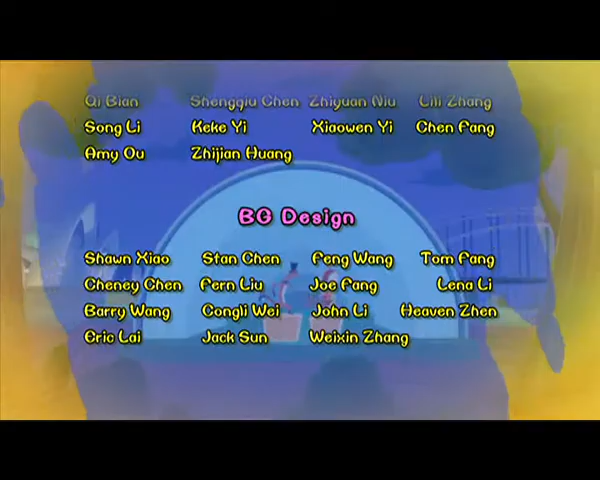 Qi Bian Shengqiu Chen Zhiyuan Niu Lili Zhang
Song Li Keke Yi Xiaowen Yi Chen Fang
Amy Ou Zhijian Huang
BG Design
Shawn Xiao Stan Chen Feng Wang Tom Fang
Cheney Chen Fern Liu Joe Fang Lena Li
Barry Wang Congli Wei John Li Heaven Zhen
Eric Lai Jack Sun Weixin Zhang